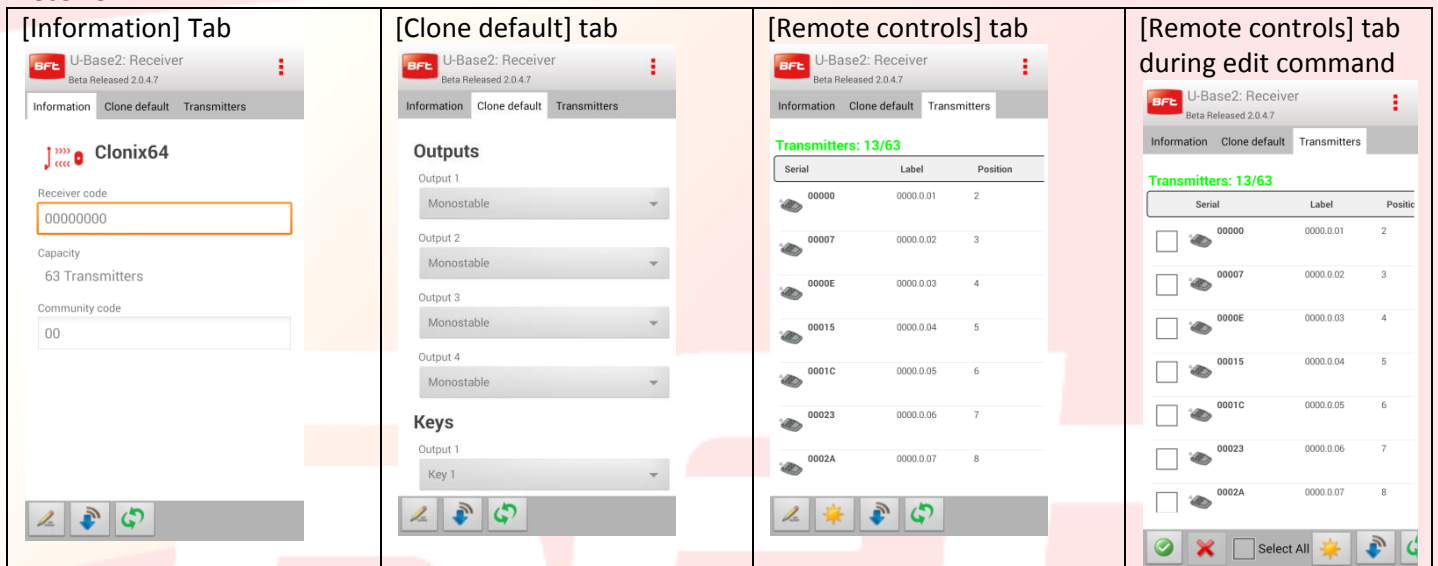 [Information] Tab
BFT U-Base2: Receiver
Beta Released 2.0.4.7
Information Clone default Transmitters
Clonix64
Receiver code
00000000
Capacity
63 Transmitters
Community code
00
[Clone default] tab
BFT U-Base2: Receiver
Beta Released 2.0.4.7
Information Clone default Transmitters
Outputs
Output 1
Monostable
Output 2
Monostable
Output 3
Monostable
Output 4
Monostable
Keys
Output 1
Key 1
[Remote controls] tab
BFT U-Base2: Receiver
Beta Released 2.0.4.7
Information Clone default Transmitters
Transmitters: 13/63
Serial Label Position
00000 0000.0.01 2
00007 0000.0.02 3
0000E 0000.0.03 4
00015 0000.0.04 5
0001C 0000.0.05 6
00023 0000.0.06 7
0002A 0000.0.07 8
[Remote controls] tab
during edit command
BFT U-Base2: Receiver
Beta Released 2.0.4.7
Information Clone default Transmitters
Transmitters: 13/63
Serial Label Positic
00000 0000.0.01 2
00007 0000.0.02 3
0000E 0000.0.03 4
00015 0000.0.04 5
0001C 0000.0.05 6
00023 0000.0.06 7
0002A 0000.0.07 8
Select All